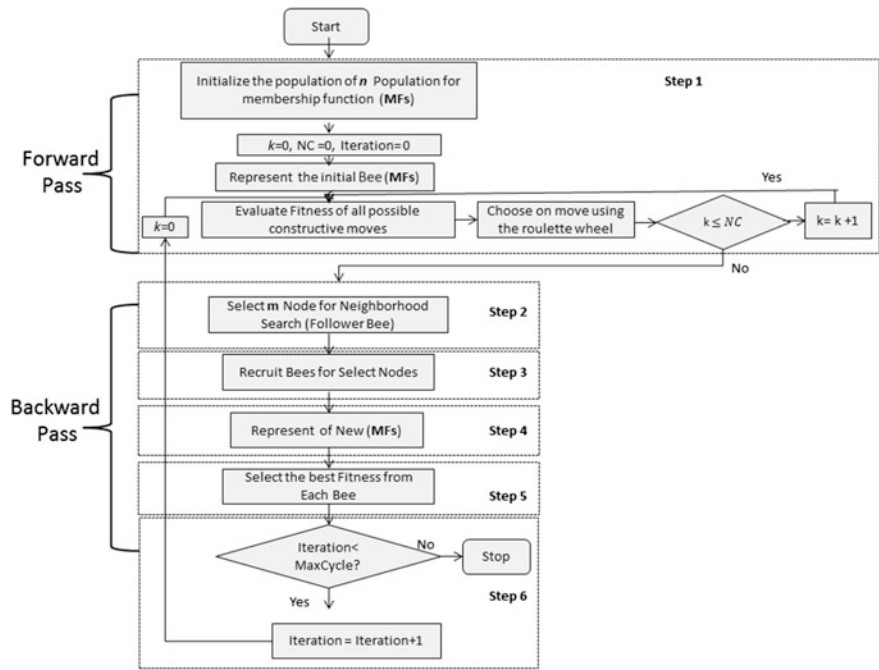 Start
Step 1
Initialize the population of n Population for
membership function (MFs)
k=0, NC =0, Iteration=0
Forward
Pass
Represent the initial Bee (MFs)
Yes
k=0
Evaluate Fitness of all possible
constructive moves
Choose on move using
the roulette wheel
k ≤ NC
k= k +1
No
Select m Node for Neighborhood
Search (Follower Bee)
Step 2
Recruit Bees for Select Nodes
Step 3
Backward
Pass
Represent of New (MFs)
Step 4
Select the best Fitness from
Each Bee
Step 5
Iteration<
MaxCycle?
No
Stop
Yes
Step 6
Iteration = Iteration+1